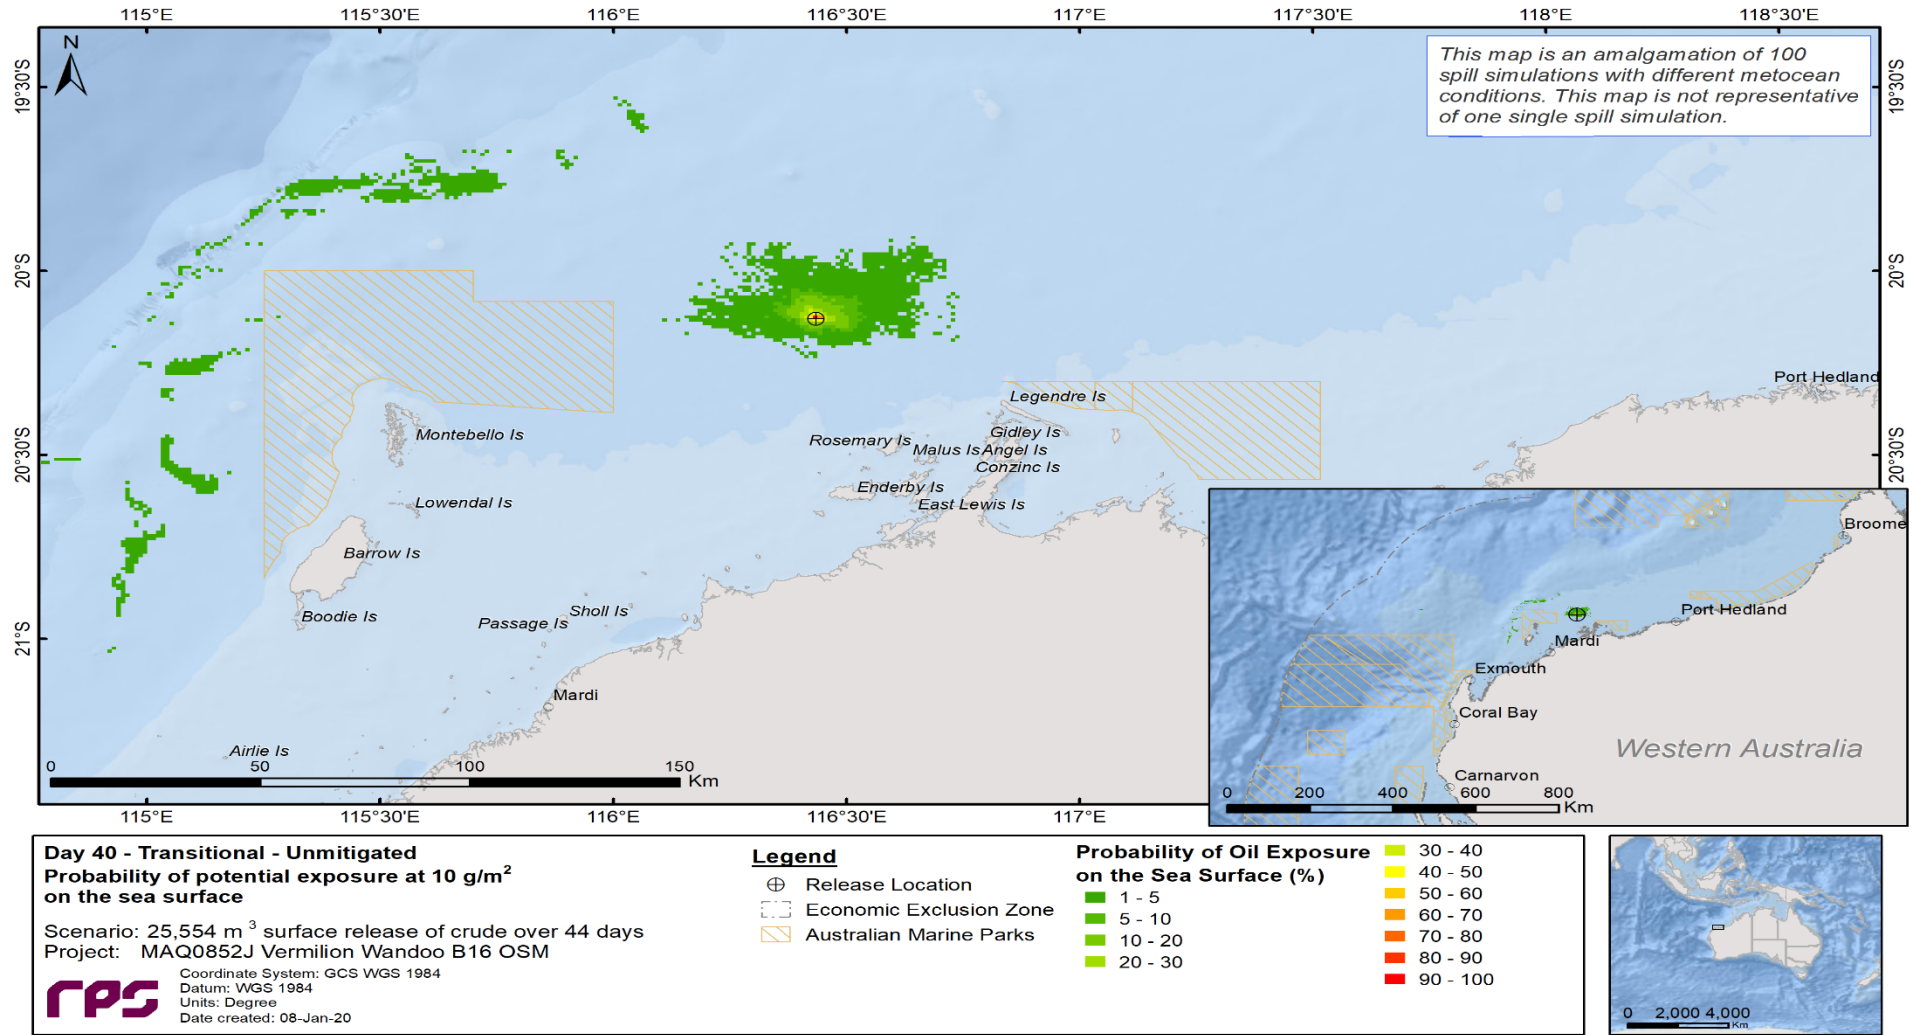 115°E 115°30'E 116°E 116°30'E 117°E 117°30'E 118°E 118°30'E
N
This map is an amalgamation of 100
spill simulations with different metocean
conditions. This map is not representative
of one single spill simulation.
19°30'S 19°30'S
20°S 20°S
Port Hedland
Legendre Is
Montebello Is
Rosemary Is
Gidley Is
Malus Is
Angel Is
20°30'S 20°30'S
Conzinc Is
Enderby Is
Lowendal Is
East Lewis Is
Barrow Is
Boodie Is
Passage Is
Sholl Is
21°S
Mardi
Airlie Is
0 50 100 150
Km
Broome
Port Hedland
Mardi
Exmouth
Coral Bay
Western Australia
Carnarvon
0 200 400 600 800
Km
115°E 115°30'E 116°E 116°30'E 117°E
Day 40 - Transitional - Unmitigated
Probability of potential exposure at 10 g/m²
on the sea surface
Scenario: 25,554 m ³ surface release of crude over 44 days
Project: MAQ0852J Vermilion Wandoo B16 OSM
rps
Coordinate System: GCS WGS 1984
Datum: WGS 1984
Units: Degree
Date created: 08-Jan-20
Legend
Release Location
Economic Exclusion Zone
Australian Marine Parks
Probability of Oil Exposure
on the Sea Surface (%)
1 - 5
5 - 10
10 - 20
20 - 30
30 - 40
40 - 50
50 - 60
60 - 70
70 - 80
80 - 90
90 - 100
0 2,000 4,000
Km